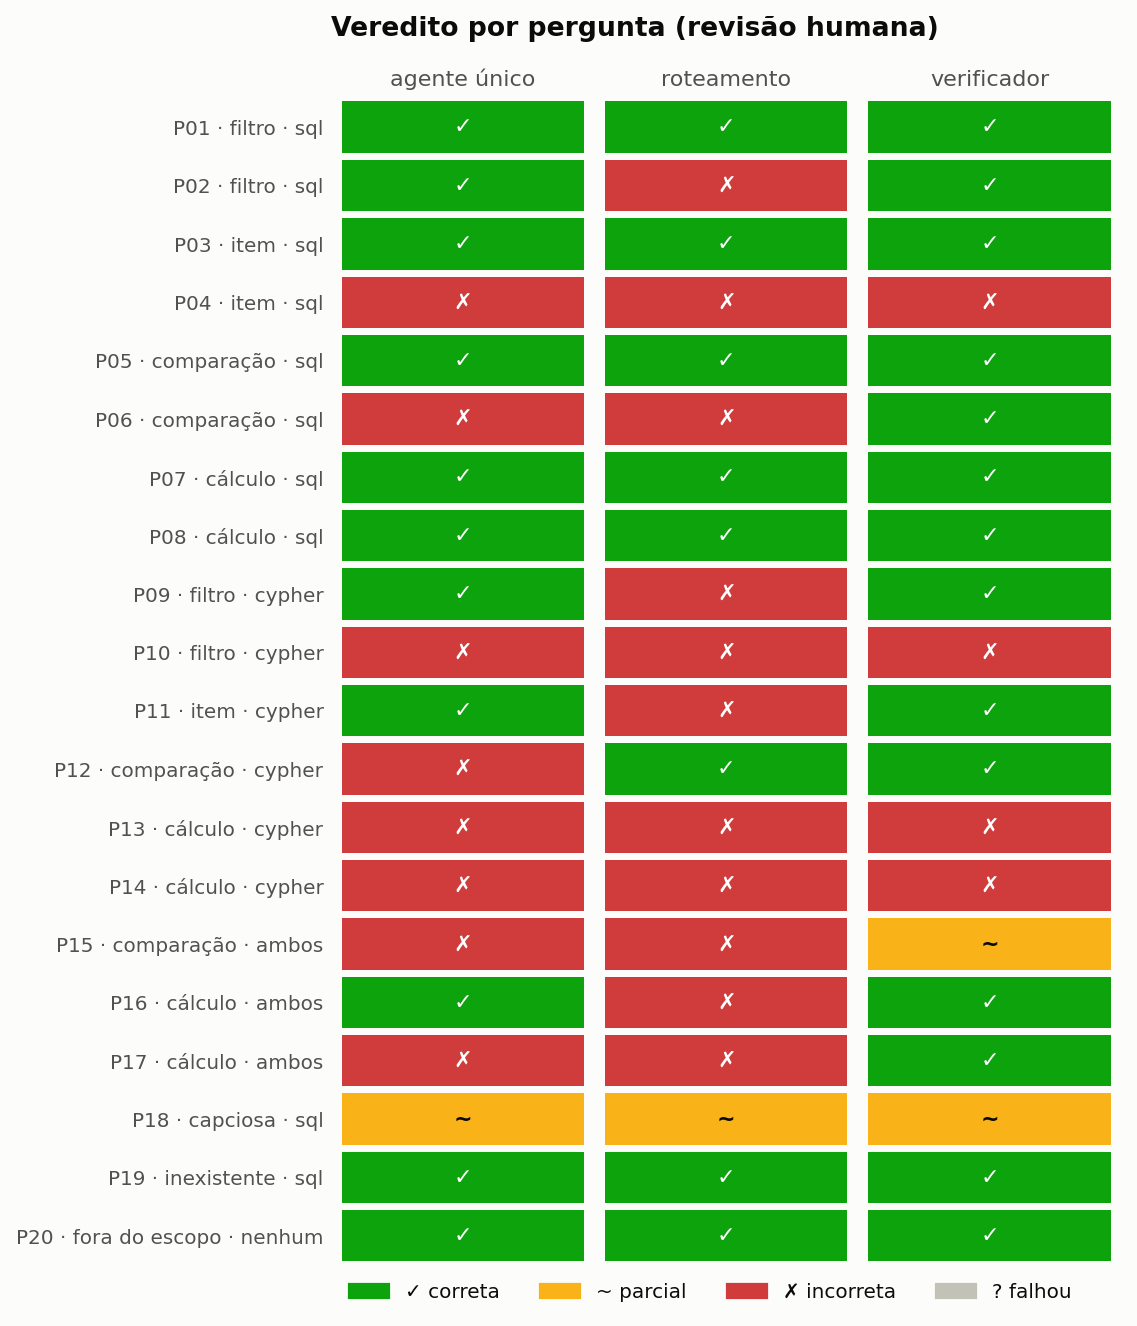 Veredito por pergunta (revisão humana)
agente único roteamento verificador
P01 · filtro · sql ✓ ✓ ✓
P02 · filtro · sql ✓ ✗ ✓
P03 · item · sql ✓ ✓ ✓
P04 · item · sql ✗ ✗ ✗
P05 · comparação · sql ✓ ✓ ✓
P06 · comparação · sql ✗ ✗ ✓
P07 · cálculo · sql ✓ ✓ ✓
P08 · cálculo · sql ✓ ✓ ✓
P09 · filtro · cypher ✓ ✗ ✓
P10 · filtro · cypher ✗ ✗ ✗
P11 · item · cypher ✓ ✗ ✓
P12 · comparação · cypher ✗ ✓ ✓
P13 · cálculo · cypher ✗ ✗ ✗
P14 · cálculo · cypher ✗ ✗ ✗
P15 · comparação · ambos ✗ ✗ ~
P16 · cálculo · ambos ✓ ✗ ✓
P17 · cálculo · ambos ✗ ✗ ✓
P18 · capciosa · sql ~ ~ ~
P19 · inexistente · sql ✓ ✓ ✓
P20 · fora do escopo · nenhum ✓ ✓ ✓
✓ correta ~ parcial ✗ incorreta ? falhou